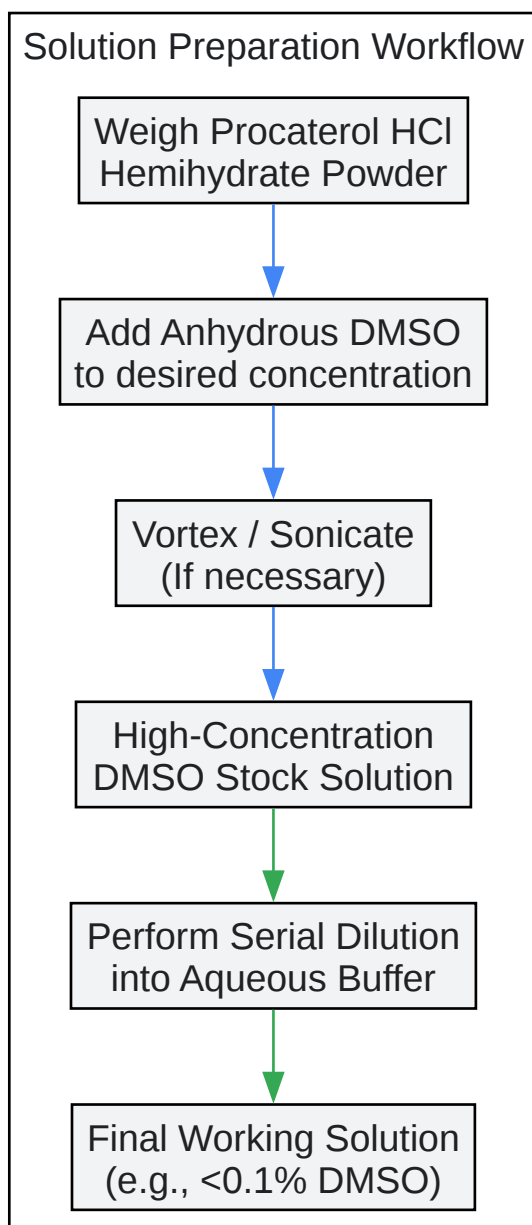 Solution Preparation Workflow
Weigh Procaterol HCl
Hemihydrate Powder
Add Anhydrous DMSO
to desired concentration
Vortex / Sonicate
(If necessary)
High-Concentration
DMSO Stock Solution
Perform Serial Dilution
into Aqueous Buffer
Final Working Solution
(e.g., <0.1% DMSO)